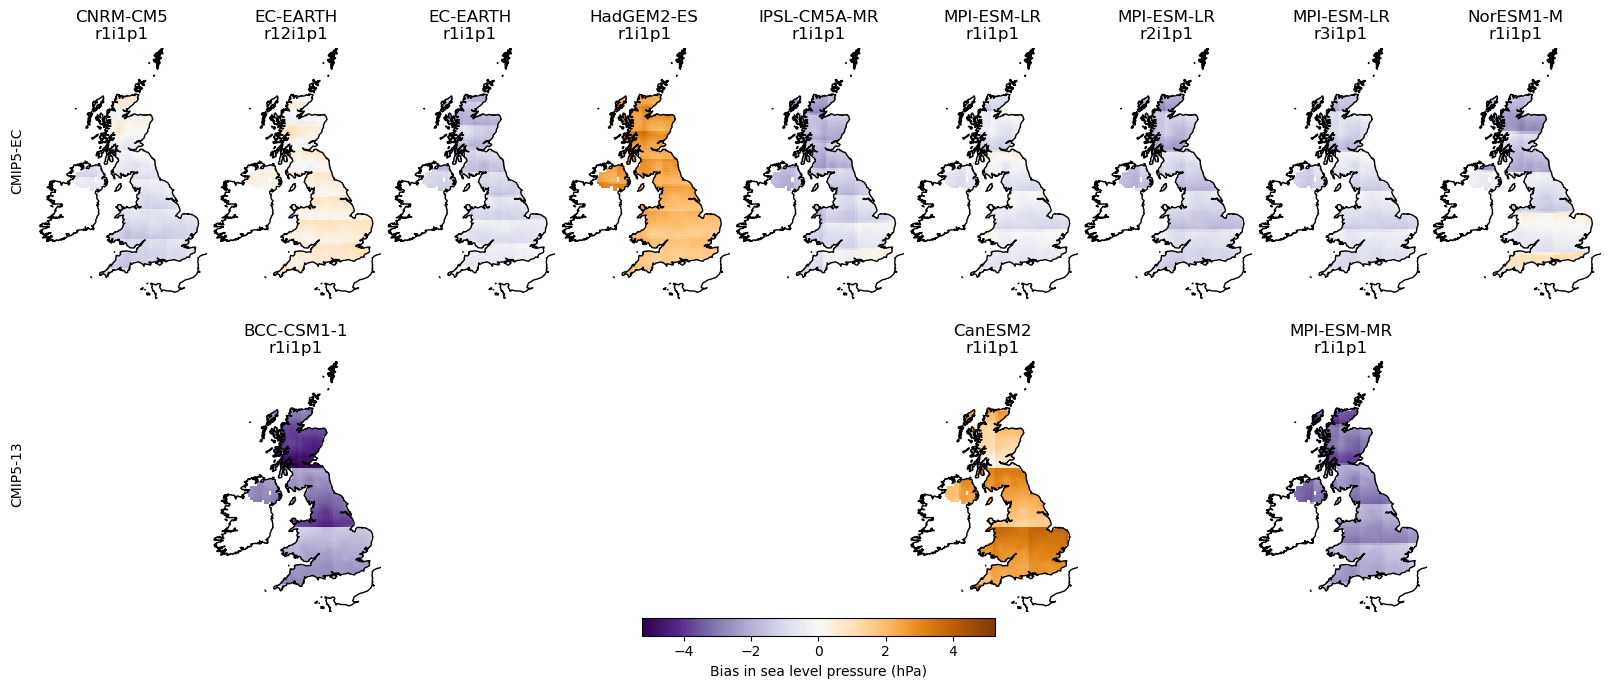 CNRM-CM5
r1i1p1
EC-EARTH
r12i1p1
EC-EARTH
r1i1p1
HadGEM2-ES
r1i1p1
IPSL-CM5A-MR
r1i1p1
MPI-ESM-LR
r1i1p1
MPI-ESM-LR
r2i1p1
MPI-ESM-LR
r3i1p1
NorESM1-M
r1i1p1
CMIP5-EC
BCC-CSM1-1
r1i1p1
CanESM2
r1i1p1
MPI-ESM-MR
r1i1p1
CMIP5-13
−4 −2 0 2 4
Bias in sea level pressure (hPa)